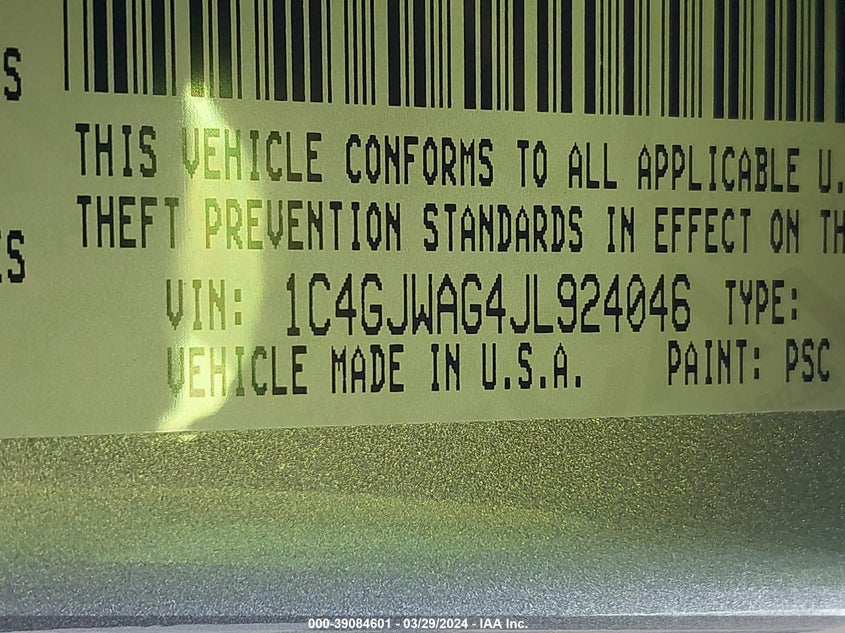 S
THIS VEHICLE CONFORMS TO ALL APPLICABLE U.
THEFT PREVENTION STANDARDS IN EFFECT ON TH
ES
VIN: 1C4GJWAG4JL924046 TYPE:
VEHICLE MADE IN U.S.A. PAINT: PSC
000-39084601 - 03/29/2024 - IAA Inc.